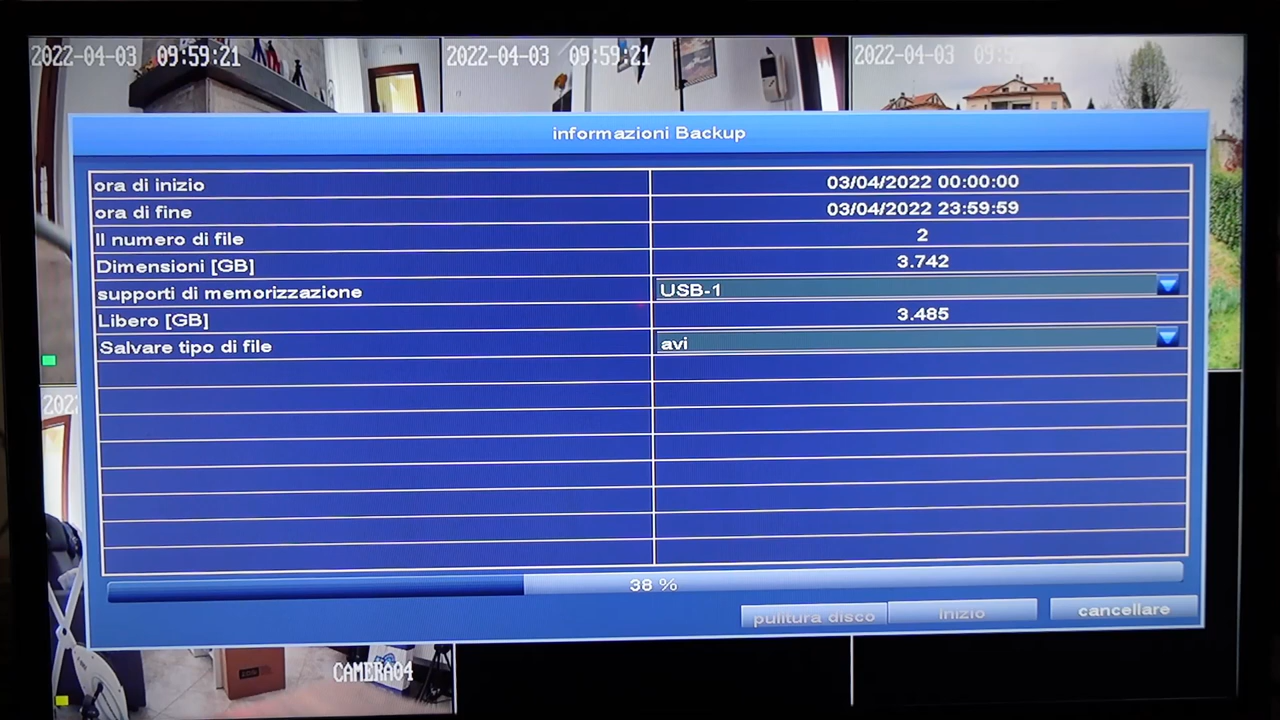 2022-04-03 09:59:21
2022-04-03 09:59:21
2022-04-03 09:5
informazioni Backup
ora di inizio 03/04/2022 00:00:00
ora di fine 03/04/2022 23:59:59
Il numero di file 2
Dimensioni [GB] 3.742
supporti di memorizzazione USB-1
Libero [GB] 3.485
Salvare tipo di file avi
202
38 %
pulitura disco inizio cancellare
CAMERA04